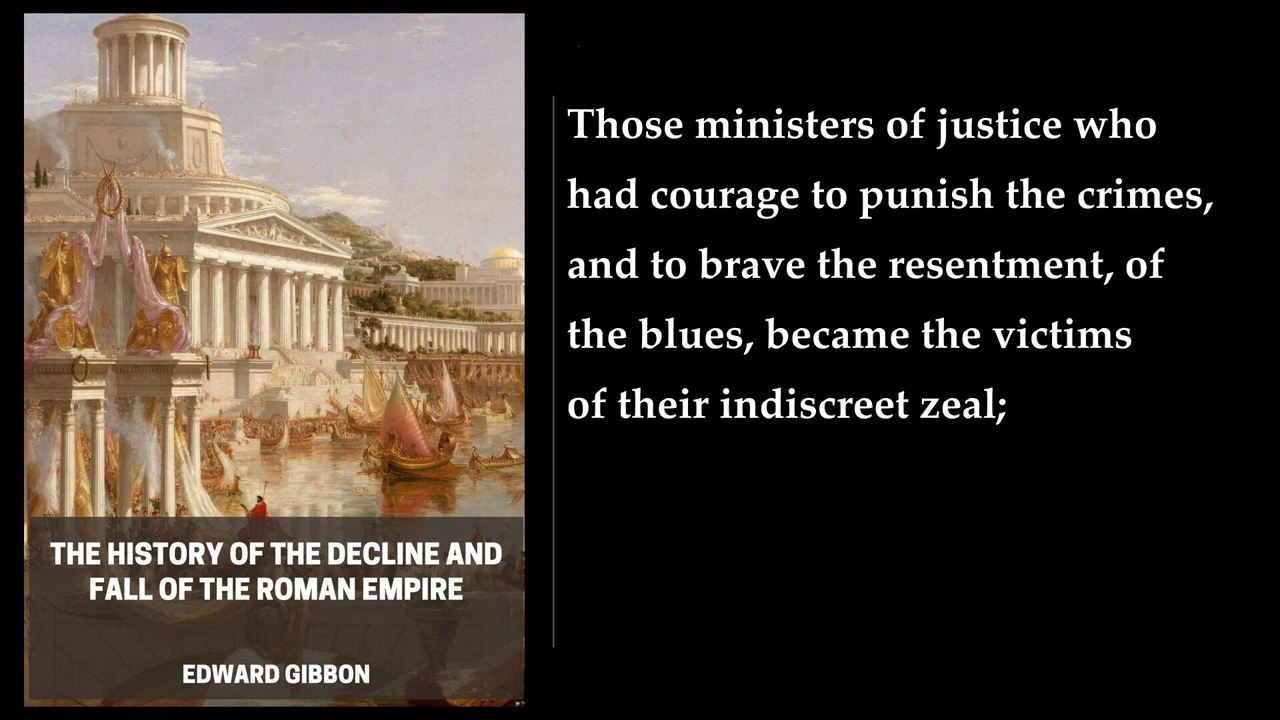 THE HISTORY OF THE DECLINE AND
FALL OF THE ROMAN EMPIRE
EDWARD GIBBON
Those ministers of justice who
had courage to punish the crimes,
and to brave the resentment, of
the blues, became the victims
of their indiscreet zeal;